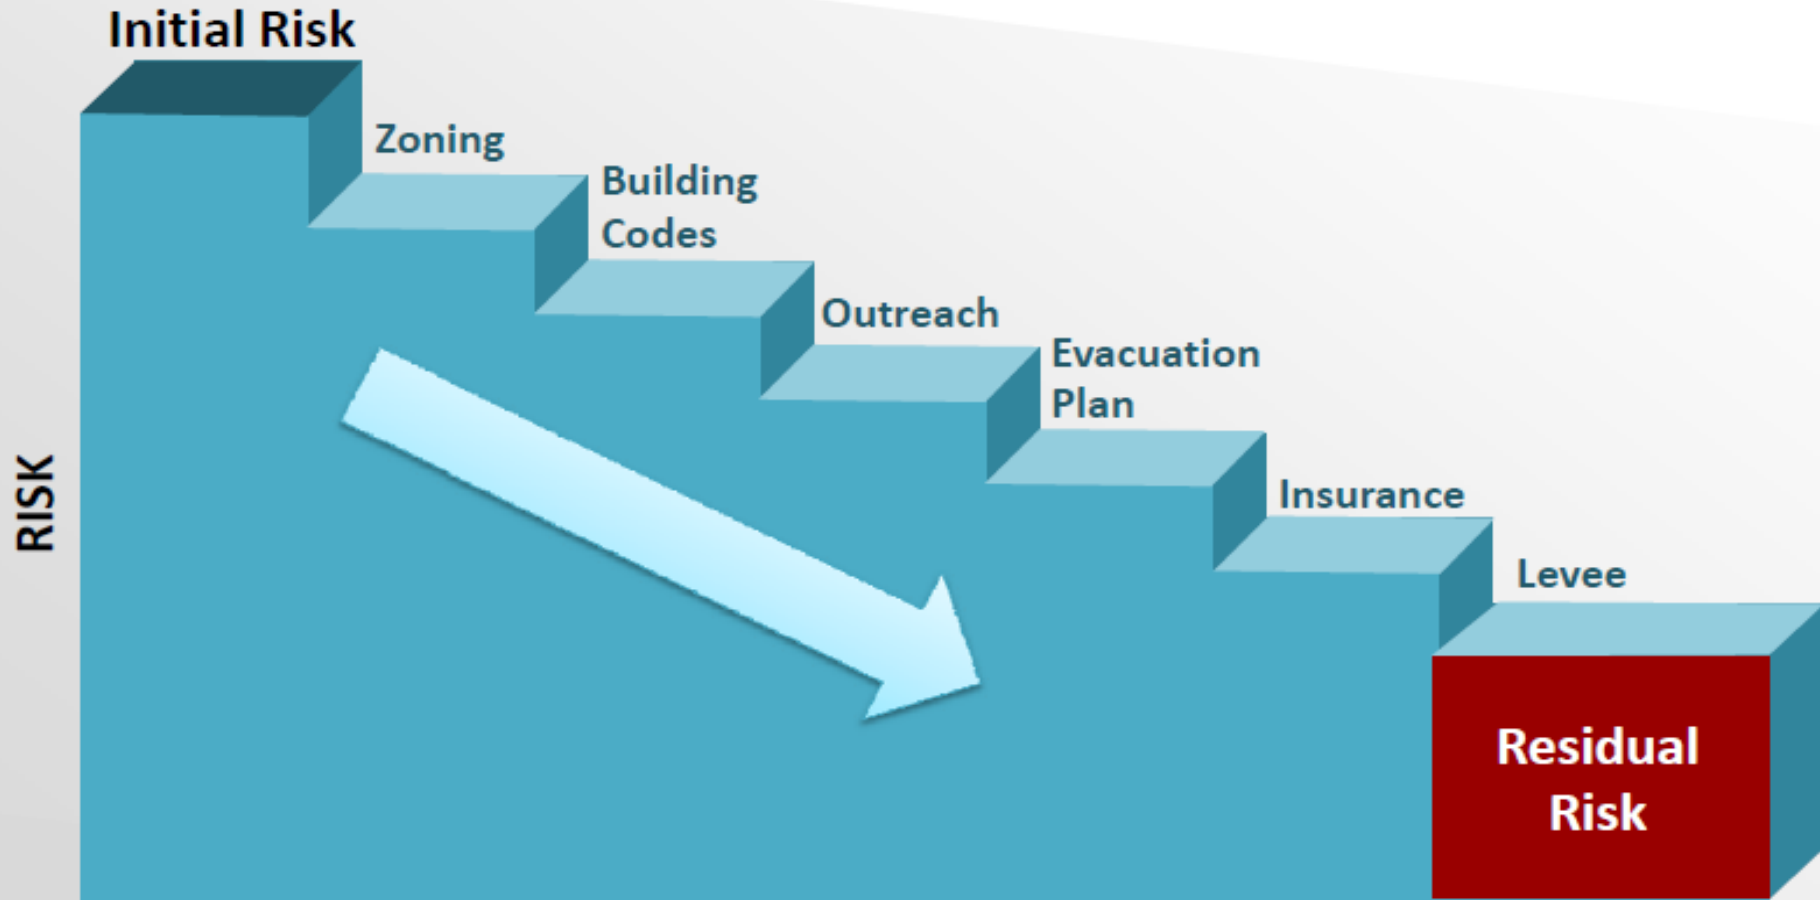 Initial Risk
Zoning
Building
Codes
Outreach
Evacuation
Plan
Insurance
Levee
RISK
Residual
Risk